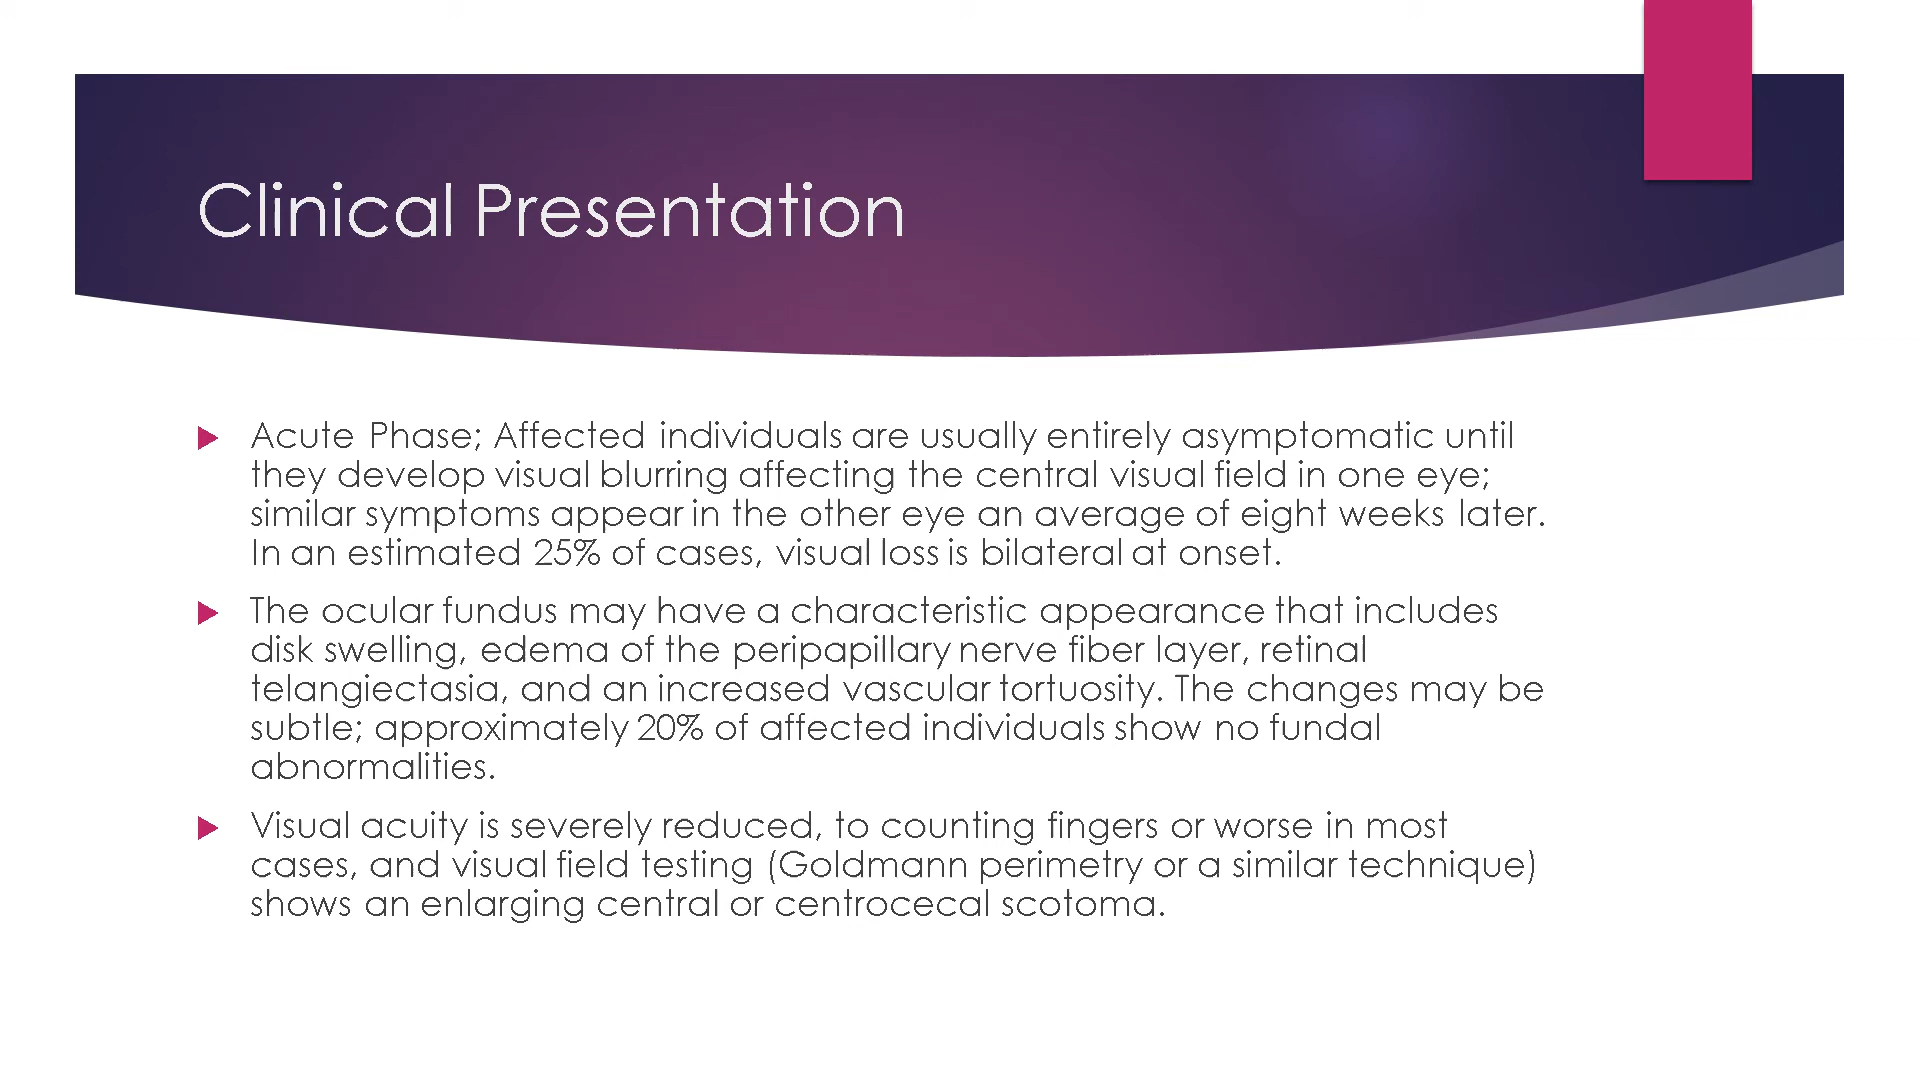 Clinical Presentation
Acute Phase; Affected individuals are usually entirely asymptomatic until
they develop visual blurring affecting the central visual field in one eye;
similar symptoms appear in the other eye an average of eight weeks later.
In an estimated 25% of cases, visual loss is bilateral at onset.
The ocular fundus may have a characteristic appearance that includes
disk swelling, edema of the peripapillary nerve fiber layer, retinal
telangiectasia, and an increased vascular tortuosity. The changes may be
subtle; approximately 20% of affected individuals show no fundal
abnormalities.
Visual acuity is severely reduced, to counting fingers or worse in most
cases, and visual field testing (Goldmann perimetry or a similar technique)
shows an enlarging central or centrocecal scotoma.